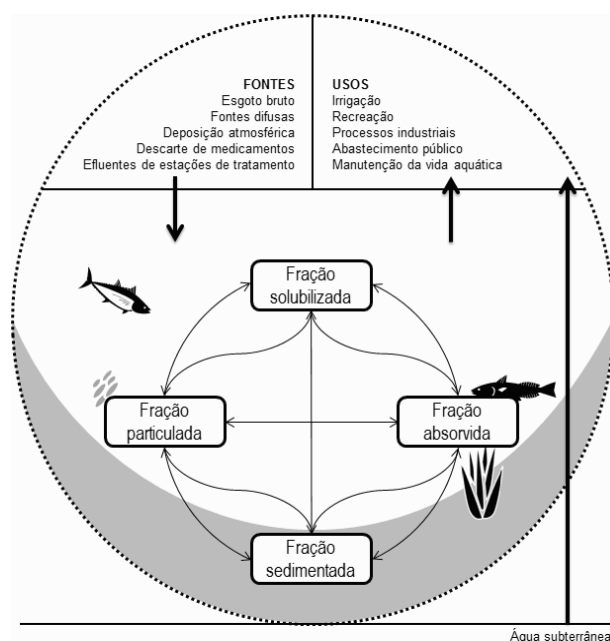 FONTES
Esgoto bruto
Fontes difusas
Deposição atmosférica
Descarte de medicamentos
Efluentes de estações de tratamento
USOS
Irrigação
Recreação
Processos industriais
Abastecimento público
Manutenção da vida aquática
Fração
solubilizada
Fração
particulada
Fração
absorvida
Fração
sedimentada
Água subterrânea